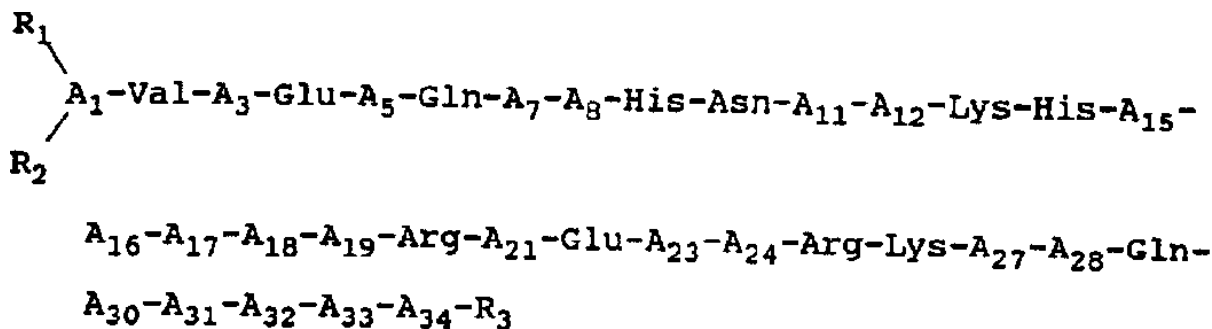 R₁
A₁-Val-A₃-Glu-A₅-Gln-A₇-A₈-His-Asn-A₁₁-A₁₂-Lys-His-A₁₅-
R₂
A₁₆-A₁₇-A₁₈-A₁₉-Arg-A₂₁-Glu-A₂₃-A₂₄-Arg-Lys-A₂₇-A₂₈-Gln-
A₃₀-A₃₁-A₃₂-A₃₃-A₃₄-R₃